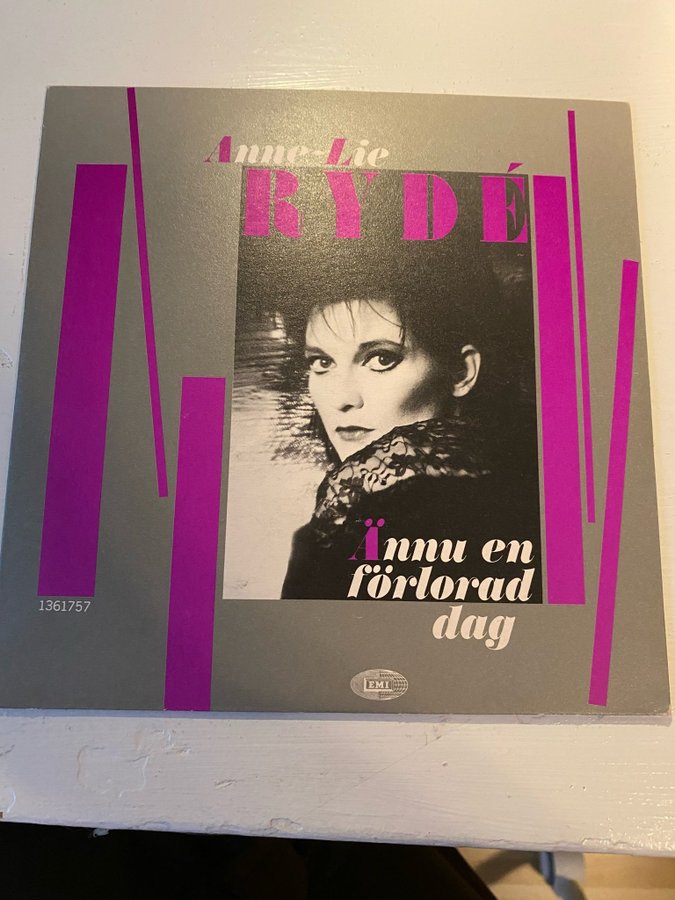 Anne-Lie
RYDÉ
Ännu en
förlorad
dag
1361757
EMI